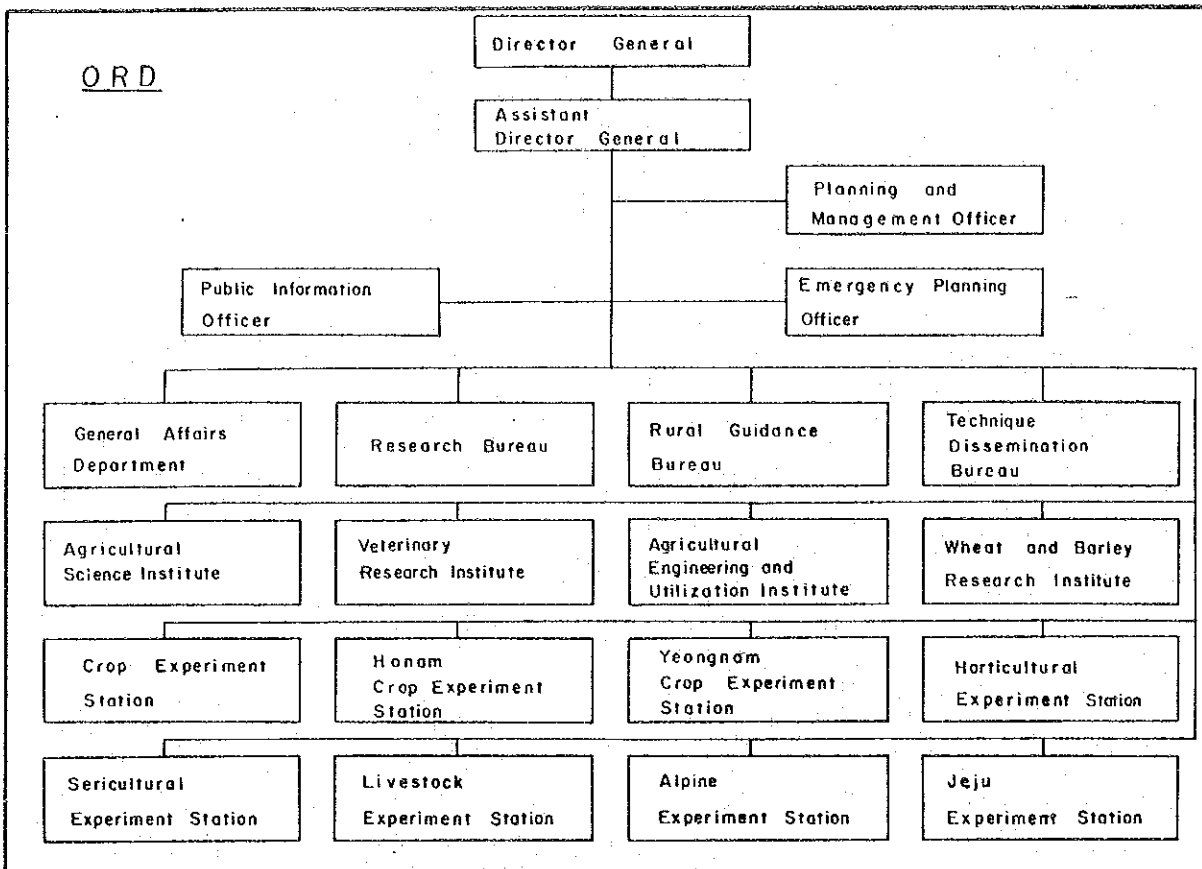 ORD
Director General
Assistant
Director General
Planning and
Management Officer
Public Information
Officer
Emergency Planning
Officer
General Affairs
Department
Research Bureau
Rural Guidance
Bureau
Technique
Dissemination
Bureau
Agricultural
Science Institute
Veterinary
Research Institute
Agricultural
Engineering and
Utilization Institute
Wheat and Barley
Research Institute
Crop Experiment
Station
Honam
Crop Experiment
Station
Yeongnam
Crop Experiment
Station
Horticultural
Experiment Station
Sericultural
Experiment Station
Livestock
Experiment Station
Alpine
Experiment Station
Jeju
Experiment Station